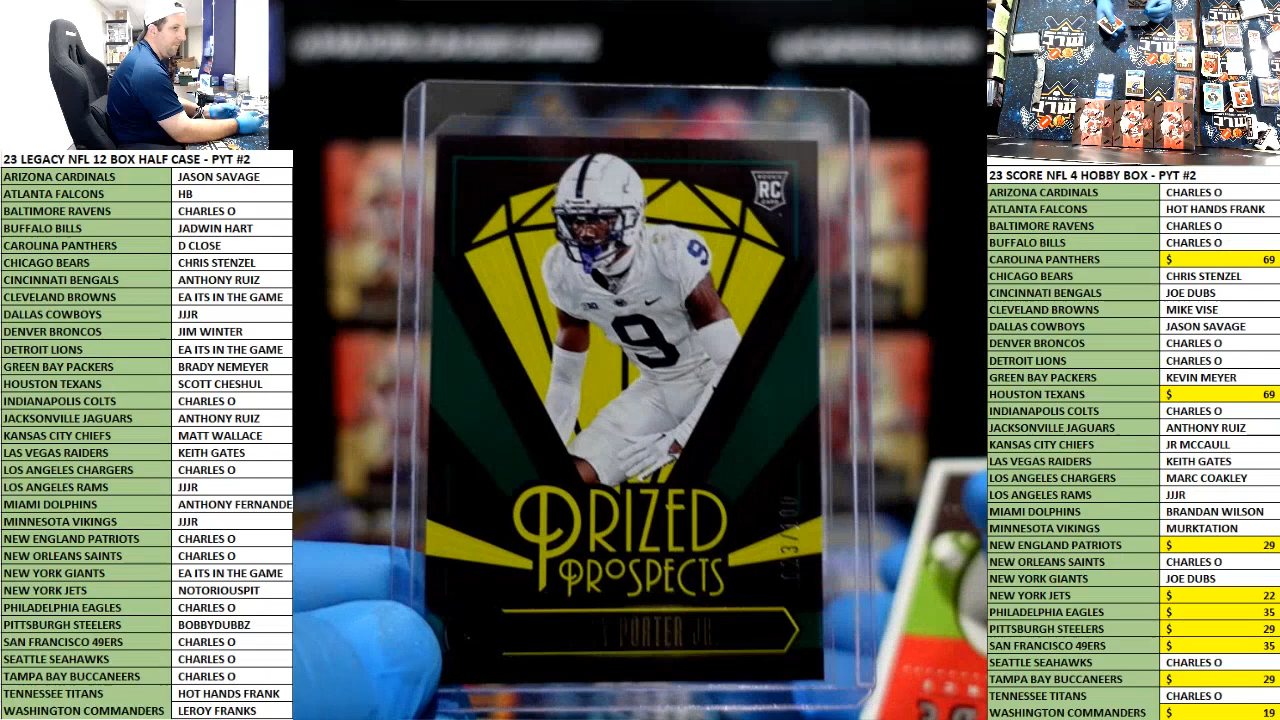 23 LEGACY NFL 12 BOX HALF CASE - PYT #2
ARIZONA CARDINALS JASON SAVAGE
ATLANTA FALCONS HB
BALTIMORE RAVENS CHARLES O
BUFFALO BILLS JADWIN HART
CAROLINA PANTHERS D CLOSE
CHICAGO BEARS CHRIS STENZEL
CINCINNATI BENGALS ANTHONY RUIZ
CLEVELAND BROWNS EA ITS IN THE GAME
DALLAS COWBOYS JJJR
DENVER BRONCOS JIM WINTER
DETROIT LIONS EA ITS IN THE GAME
GREEN BAY PACKERS BRADY NEMEYER
HOUSTON TEXANS SCOTT CHESHUL
INDIANAPOLIS COLTS CHARLES O
JACKSONVILLE JAGUARS ANTHONY RUIZ
KANSAS CITY CHIEFS MATT WALLACE
LAS VEGAS RAIDERS KEITH GATES
LOS ANGELES CHARGERS CHARLES O
LOS ANGELES RAMS JJJR
MIAMI DOLPHINS ANTHONY FERNANDE
MINNESOTA VIKINGS JJJR
NEW ENGLAND PATRIOTS CHARLES O
NEW ORLEANS SAINTS CHARLES O
NEW YORK GIANTS EA ITS IN THE GAME
NEW YORK JETS NOTORIOUSPIT
PHILADELPHIA EAGLES CHARLES O
PITTSBURGH STEELERS BOBBYDUBBZ
SAN FRANCISCO 49ERS CHARLES O
SEATTLE SEAHAWKS CHARLES O
TAMPA BAY BUCCANEERS CHARLES O
TENNESSEE TITANS HOT HANDS FRANK
WASHINGTON COMMANDERS LEROY FRANKS
ROOKIE
RC
CARD
9
9
PRIZED
PROSPECTS
PORTER JR.
23 SCORE NFL 4 HOBBY BOX - PYT #2
ARIZONA CARDINALS CHARLES O
ATLANTA FALCONS HOT HANDS FRANK
BALTIMORE RAVENS CHARLES O
BUFFALO BILLS CHARLES O
CAROLINA PANTHERS $ 69
CHICAGO BEARS CHRIS STENZEL
CINCINNATI BENGALS JOE DUBS
CLEVELAND BROWNS MIKE VISE
DALLAS COWBOYS JASON SAVAGE
DENVER BRONCOS CHARLES O
DETROIT LIONS CHARLES O
GREEN BAY PACKERS KEVIN MEYER
HOUSTON TEXANS $ 69
INDIANAPOLIS COLTS CHARLES O
JACKSONVILLE JAGUARS ANTHONY RUIZ
KANSAS CITY CHIEFS JR MCCAULL
LAS VEGAS RAIDERS KEITH GATES
LOS ANGELES CHARGERS MARC COAKLEY
LOS ANGELES RAMS JJJR
MIAMI DOLPHINS BRANDAN WILSON
MINNESOTA VIKINGS MURKTATION
NEW ENGLAND PATRIOTS $ 29
NEW ORLEANS SAINTS CHARLES O
NEW YORK GIANTS JOE DUBS
NEW YORK JETS $ 22
PHILADELPHIA EAGLES $ 35
PITTSBURGH STEELERS $ 29
SAN FRANCISCO 49ERS $ 35
SEATTLE SEAHAWKS CHARLES O
TAMPA BAY BUCCANEERS $ 29
TENNESSEE TITANS CHARLES O
WASHINGTON COMMANDERS $ 19